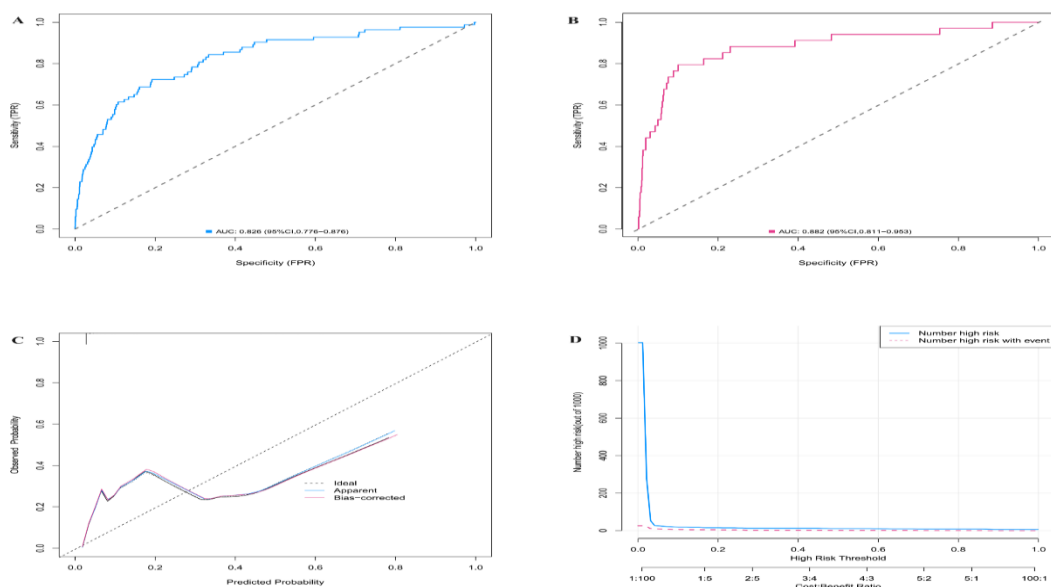 A
Sensitivity (TPR)
0.0 0.2 0.4 0.6 0.8 1.0
AUC: 0.826 (95%CI,0.776−0.876)
0.0 0.2 0.4 0.6 0.8 1.0
Specificity (FPR)
B
Sensitivity (TPR)
0.0 0.2 0.4 0.6 0.8 1.0
AUC: 0.882 (95%CI,0.811−0.953)
0.0 0.2 0.4 0.6 0.8 1.0
Specificity (FPR)
C
Observed Probability
0.0 0.2 0.4 0.6 0.8 1.0
Ideal
Apparent
Bias−corrected
0.0 0.2 0.4 0.6 0.8 1.0
Predicted Probability
D
Number high risk
Number high risk with event
Number high risk(out of 1000)
0 200 400 600 800 1000
0.0 0.2 0.4 0.6 0.8 1.0
High Risk Threshold
1:100 1:5 2:5 3:4 4:3 5:2 5:1 100:1
Cost:Benefit Ratio